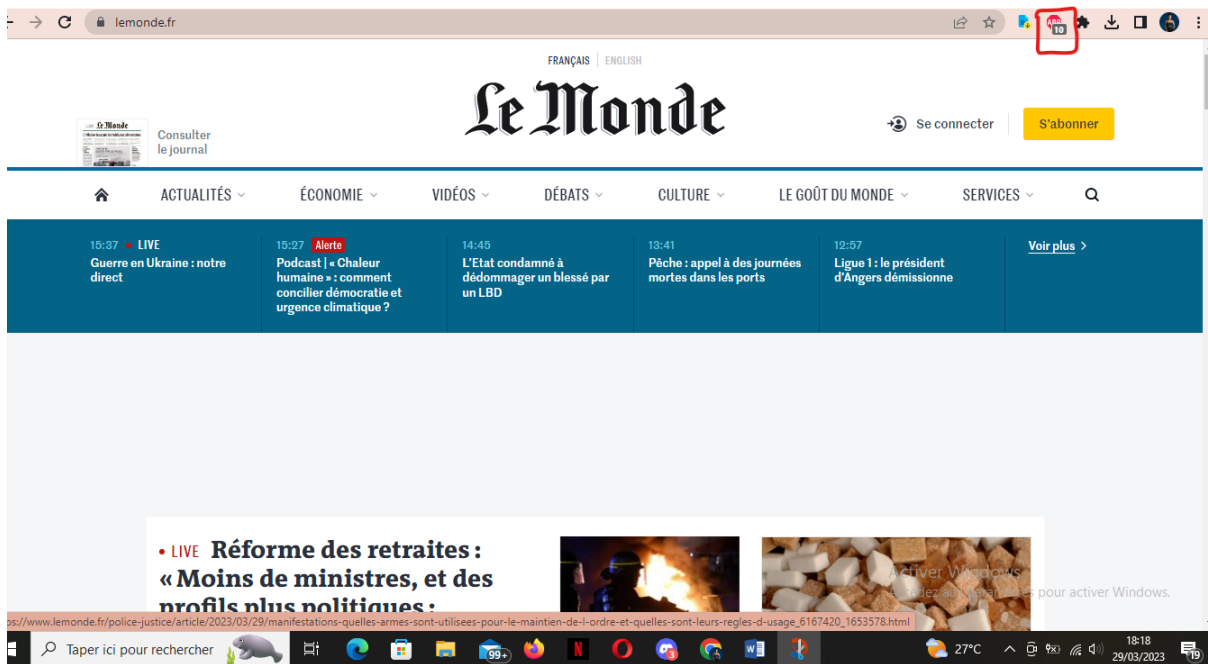 lemonde.fr
ABP
10
FRANÇAIS | ENGLISH
Le Monde
Le Monde
Consulter
le journal
Se connecter
S'abonner
ACTUALITÉS
ÉCONOMIE
VIDÉOS
DÉBATS
CULTURE
LE GOÛT DU MONDE
SERVICES
15:37 • LIVE
Guerre en Ukraine : notre
direct
15:27 Alerte
Podcast | « Chaleur
humaine » : comment
concilier démocratie et
urgence climatique ?
14:45
L'Etat condamné à
dédommager un blessé par
un LBD
13:41
Pêche : appel à des journées
mortes dans les ports
12:57
Ligue 1 : le président
d'Angers démissionne
Voir plus >
• LIVE Réforme des retraites :
« Moins de ministres, et des
profils plus politiques :
Activer Windows
pour activer Windows.
ps://www.lemonde.fr/police-justice/article/2023/03/29/manifestations-quelles-armes-sont-utilisees-pour-le-maintien-de-l-ordre-et-quelles-sont-leurs-regles-d-usage_6167420_1653578.html
Taper ici pour rechercher
99+
N
3
W
27°C
18:18
29/03/2023
19